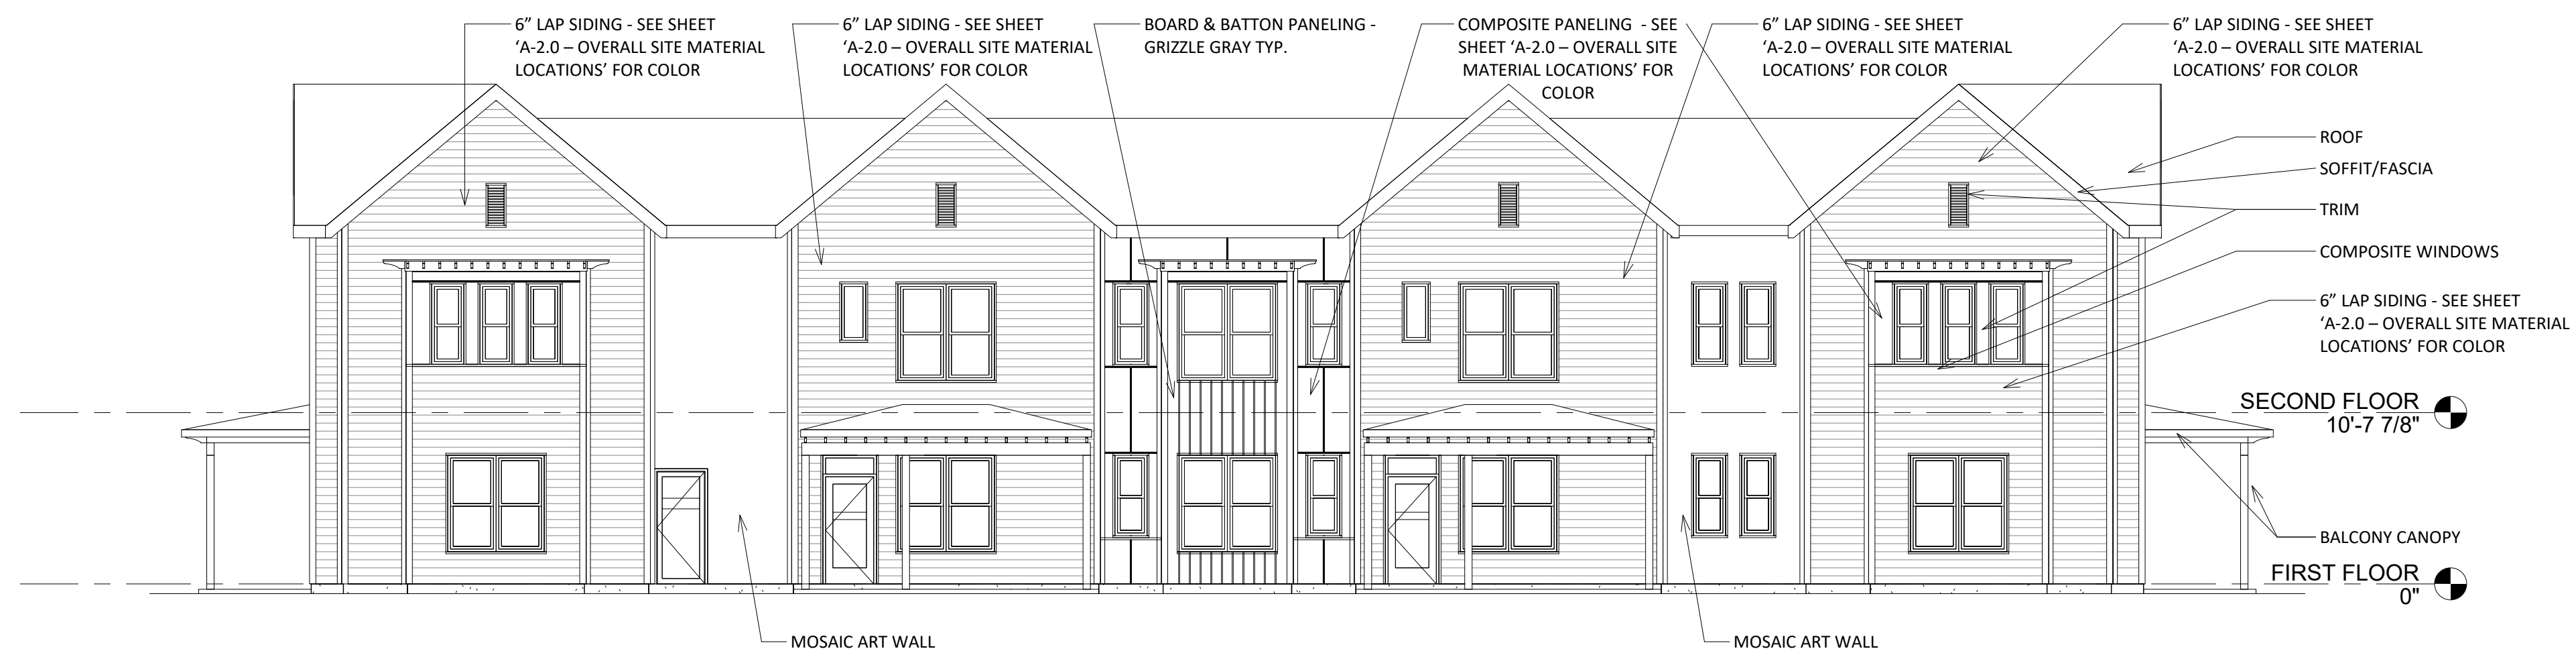 6” LAP SIDING - SEE SHEET
‘A-2.0 – OVERALL SITE MATERIAL
LOCATIONS’ FOR COLOR
6” LAP SIDING - SEE SHEET
‘A-2.0 – OVERALL SITE MATERIAL
LOCATIONS’ FOR COLOR
BOARD & BATTON PANELING -
GRIZZLE GRAY TYP.
COMPOSITE PANELING - SEE
SHEET ‘A-2.0 – OVERALL SITE
MATERIAL LOCATIONS’ FOR
COLOR
6” LAP SIDING - SEE SHEET
‘A-2.0 – OVERALL SITE MATERIAL
LOCATIONS’ FOR COLOR
6” LAP SIDING - SEE SHEET
‘A-2.0 – OVERALL SITE MATERIAL
LOCATIONS’ FOR COLOR
ROOF
SOFFIT/FASCIA
TRIM
COMPOSITE WINDOWS
6” LAP SIDING - SEE SHEET
‘A-2.0 – OVERALL SITE MATERIAL
LOCATIONS’ FOR COLOR
SECOND FLOOR
10'-7 7/8"
BALCONY CANOPY
FIRST FLOOR
0"
MOSAIC ART WALL
MOSAIC ART WALL